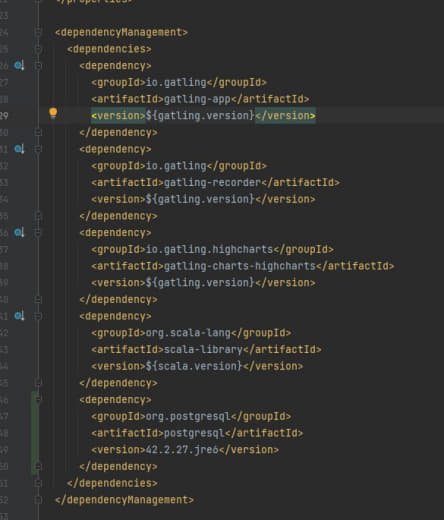 </properties>
<dependencyManagement>
<dependencies>
<dependency>
<groupId>io.gatling</groupId>
<artifactId>gatling-app</artifactId>
<version>${gatling.version}</version>
</dependency>
<dependency>
<groupId>io.gatling</groupId>
<artifactId>gatling-recorder</artifactId>
<version>${gatling.version}</version>
</dependency>
<dependency>
<groupId>io.gatling.highcharts</groupId>
<artifactId>gatling-charts-highcharts</artifactId>
<version>${gatling.version}</version>
</dependency>
<dependency>
<groupId>org.scala-lang</groupId>
<artifactId>scala-library</artifactId>
<version>${scala.version}</version>
</dependency>
<dependency>
<groupId>org.postgresql</groupId>
<artifactId>postgresql</artifactId>
<version>42.2.27.jre6</version>
</dependency>
</dependencies>
</dependencyManagement>